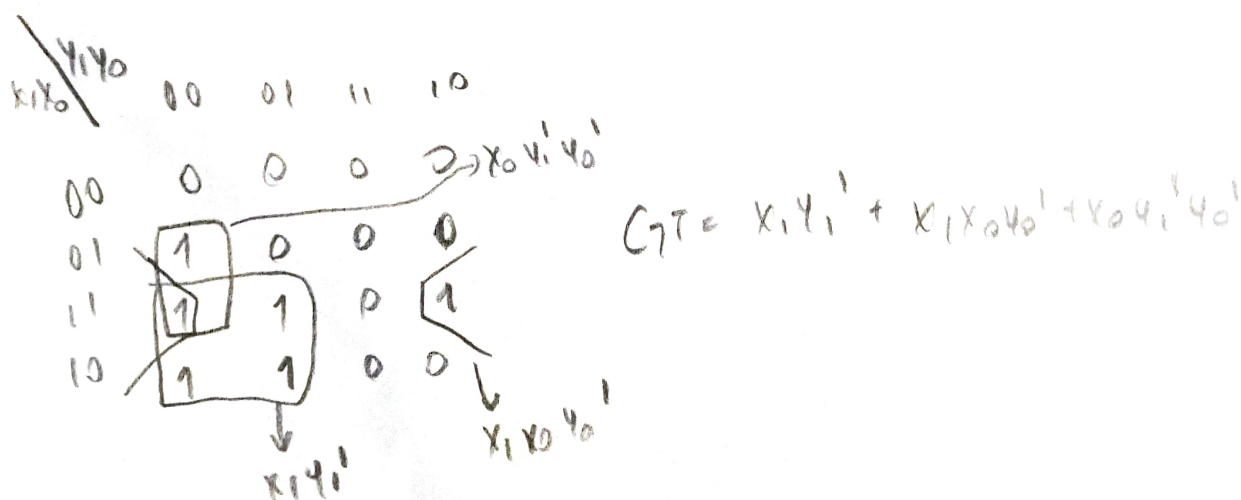 y₁y₀
x₁x₀ 00 01 11 10
00 0 0 0 0 x₀y₁'y₀'
01 1 0 0 0
11 1 1 0 1
10 1 1 0 0
x₁y₁'
x₁x₀y₀'
GT = x₁y₁' + x₁x₀y₀' + x₀y₁'y₀'